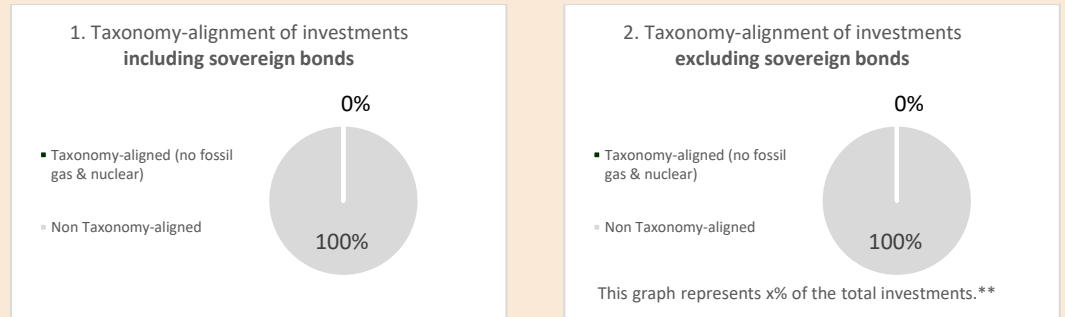 1. Taxonomy-alignment of investments
including sovereign bonds
0%
Taxonomy-aligned (no fossil
gas & nuclear)
Non Taxonomy-aligned
100%
2. Taxonomy-alignment of investments
excluding sovereign bonds
0%
Taxonomy-aligned (no fossil
gas & nuclear)
Non Taxonomy-aligned
100%
This graph represents x% of the total investments.**